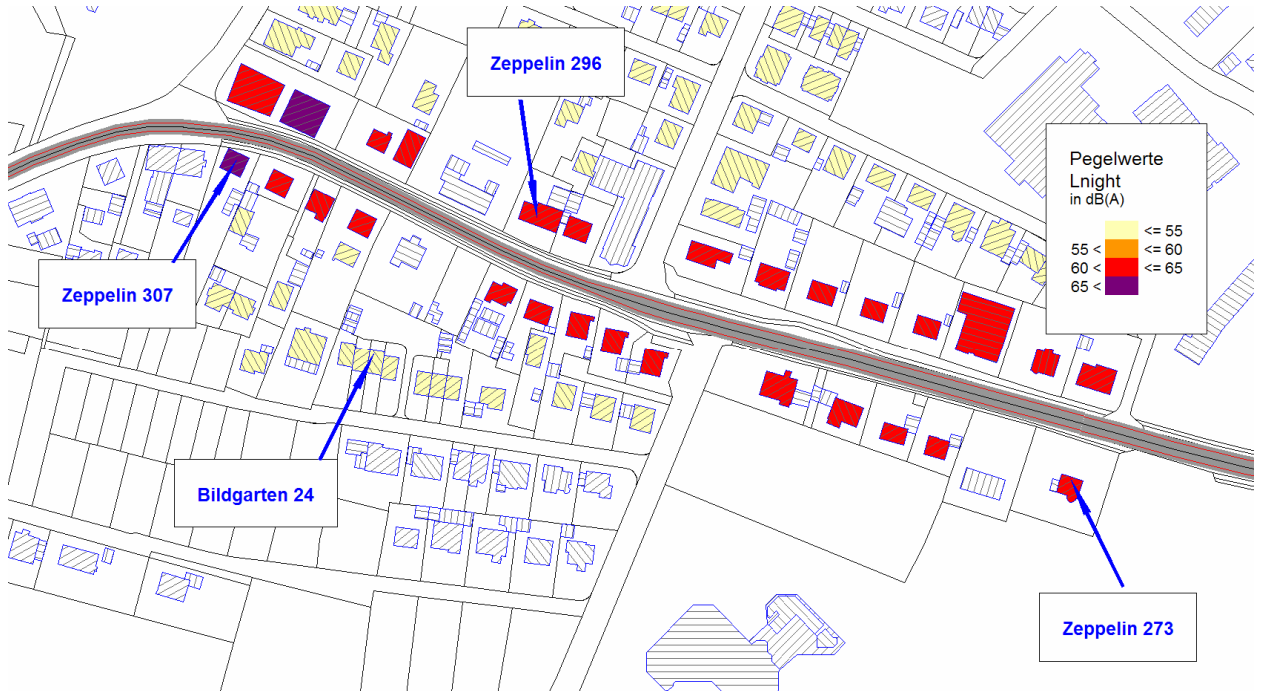 Zeppelin 296
Pegelwerte
Lnight
in dB(A)
<= 55
55 < <= 60
60 < <= 65
65 <
Zeppelin 307
Bildgarten 24
Zeppelin 273